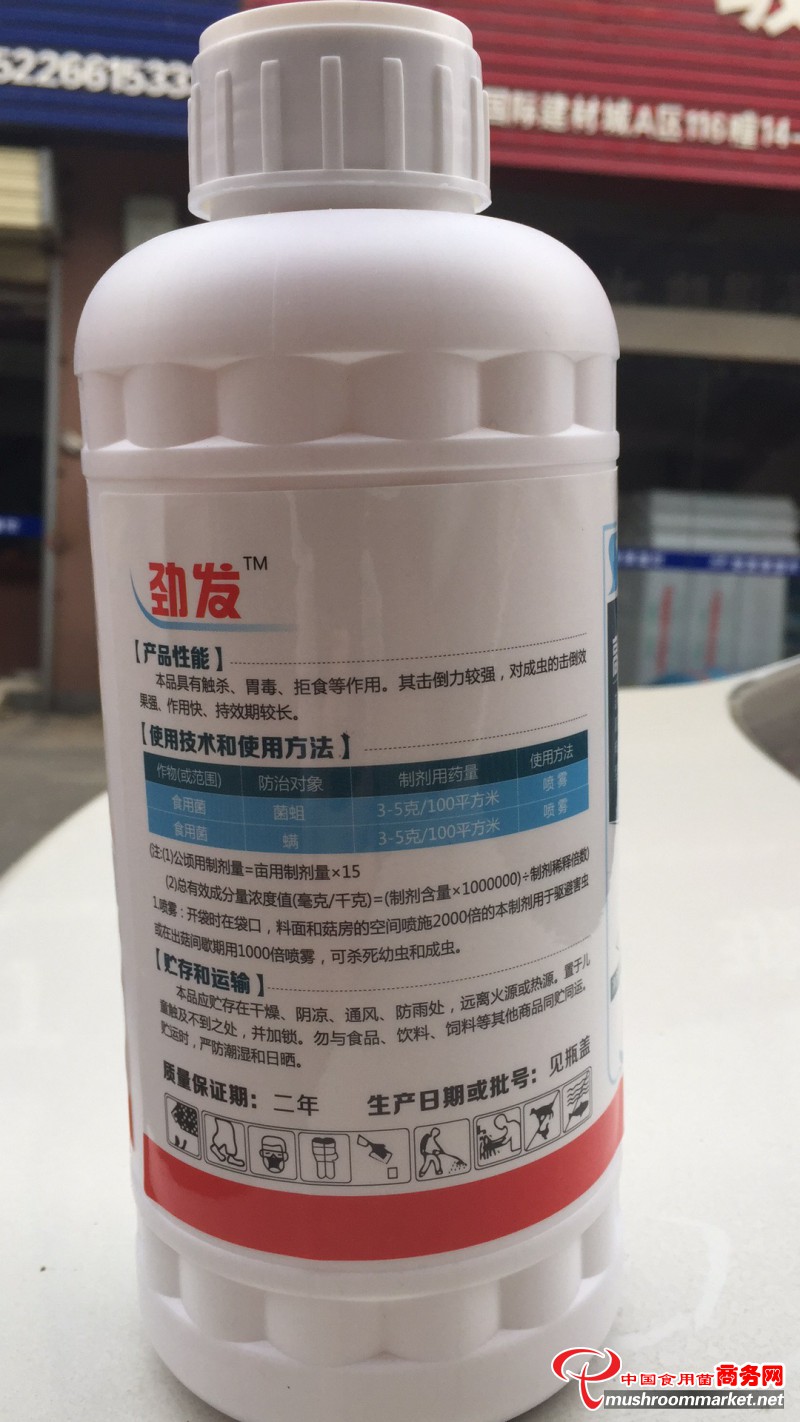 522661533
国际建材城A区116幢14-
劲发™
【产品性能】
本品具有触杀、胃毒、拒食等作用。其击倒力较强，对成虫的击倒效
果强、作用快、持效期较长。
【使用技术和使用方法】
作物(或范围) 防治对象 制剂用药量 使用方法
食用菌 菌蛆 3-5克/100平方米 喷雾
食用菌 螨 3-5克/100平方米 喷雾
(注:(1)公顷用制剂量=亩用制剂量×15
(2)总有效成分量浓度值(毫克/千克)=(制剂含量×1000000)÷制剂稀释倍数)
1.喷雾：开袋时在袋口，料面和菇房的空间喷施2000倍的本制剂用于驱避害虫
或在出菇间歇期用1000倍喷雾，可杀死幼虫和成虫。
【贮存和运输】
本品应贮存在干燥、阴凉、通风、防雨处，远离火源或热源。置于儿
童触及不到之处，并加锁。勿与食品、饮料、饲料等其他商品同贮同运。
贮运时，严防潮湿和日晒。
质量保证期：二年 生产日期或批号：见瓶盖
中国食用菌商务网
mushroommarket.net